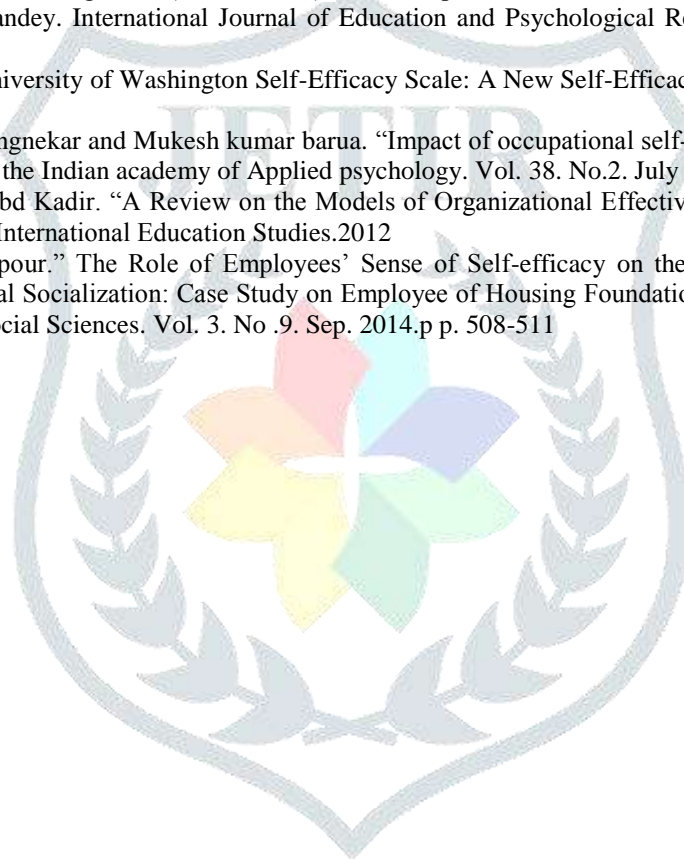 andey. International Journal of Education and Psychological Re
niversity of Washington Self-Efficacy Scale: A New Self-Efficac
ngnekar and Mukesh kumar barua. “Impact of occupational self-
the Indian academy of Applied psychology. Vol. 38. No.2. July
bd Kadir. “A Review on the Models of Organizational Effectiv
International Education Studies.2012
pour.” The Role of Employees’ Sense of Self-efficacy on the
al Socialization: Case Study on Employee of Housing Foundatio
ocial Sciences. Vol. 3. No .9. Sep. 2014.p p. 508-511
JETIR